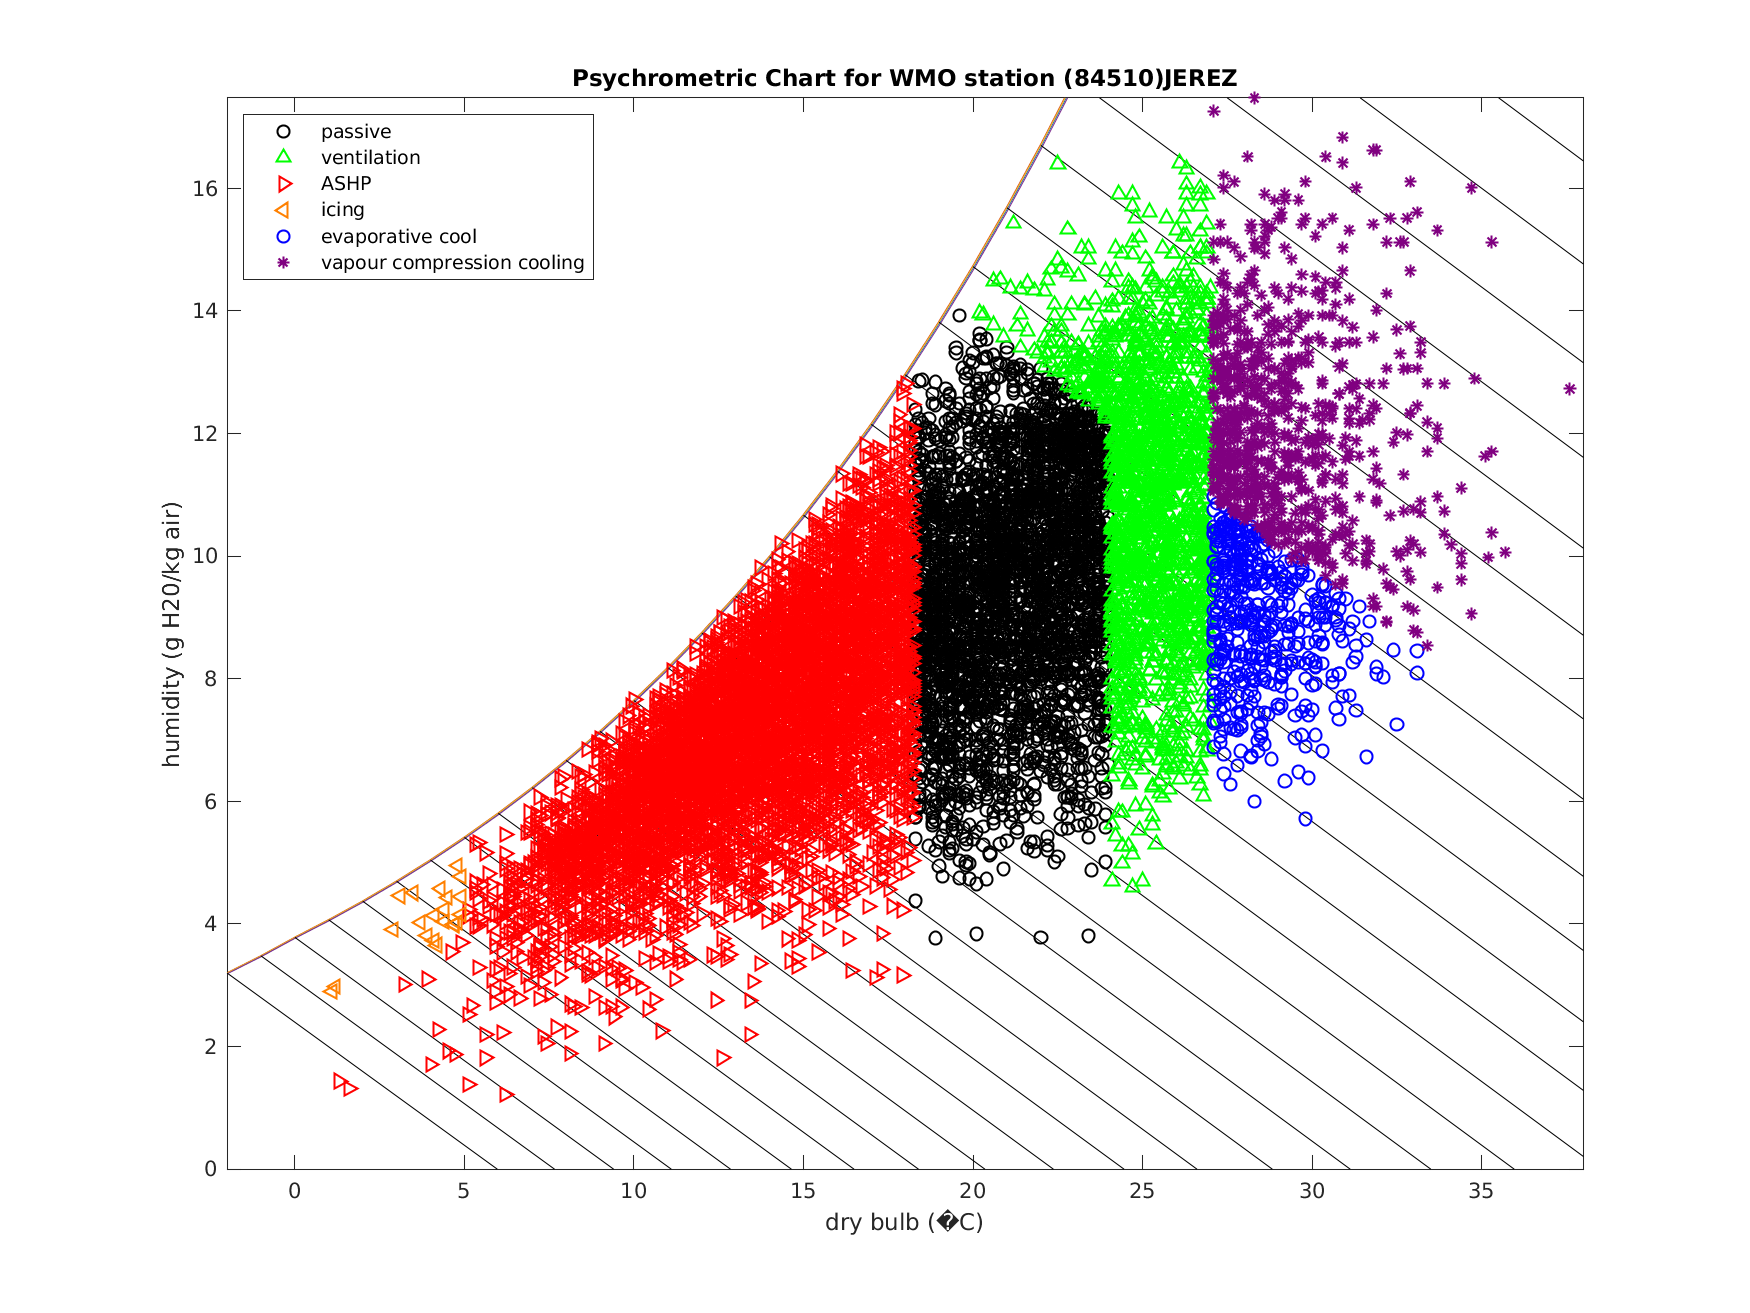 Psychrometric Chart for WMO station (84510)JEREZ
passive
ventilation
ASHP
icing
evaporative cool
vapour compression cooling
humidity (g H20/kg air)
16
14
12
10
8
6
4
2
0
0 5 10 15 20 25 30 35
dry bulb (�C)